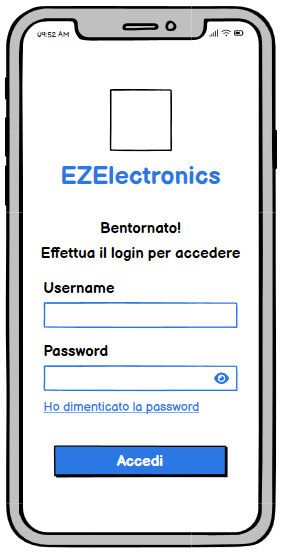 09:52 AM
EZElectronics
Bentornato!
Effettua il login per accedere
Username
Password
Ho dimenticato la password
Accedi